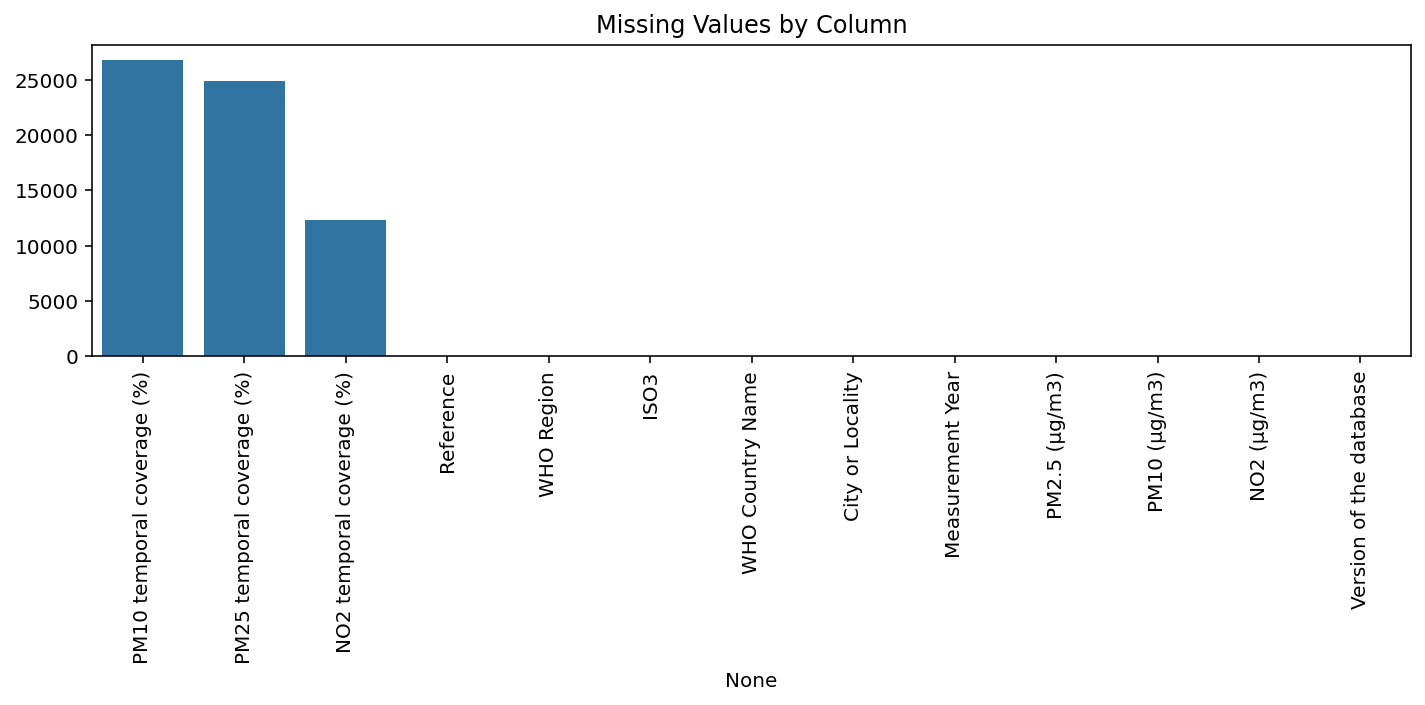 Missing Values by Column
25000
20000
15000
10000
5000
0
PM10 temporal coverage (%)
PM25 temporal coverage (%)
NO2 temporal coverage (%)
Reference
WHO Region
ISO3
WHO Country Name
City or Locality
Measurement Year
PM2.5 (μg/m3)
PM10 (μg/m3)
NO2 (μg/m3)
Version of the database
None